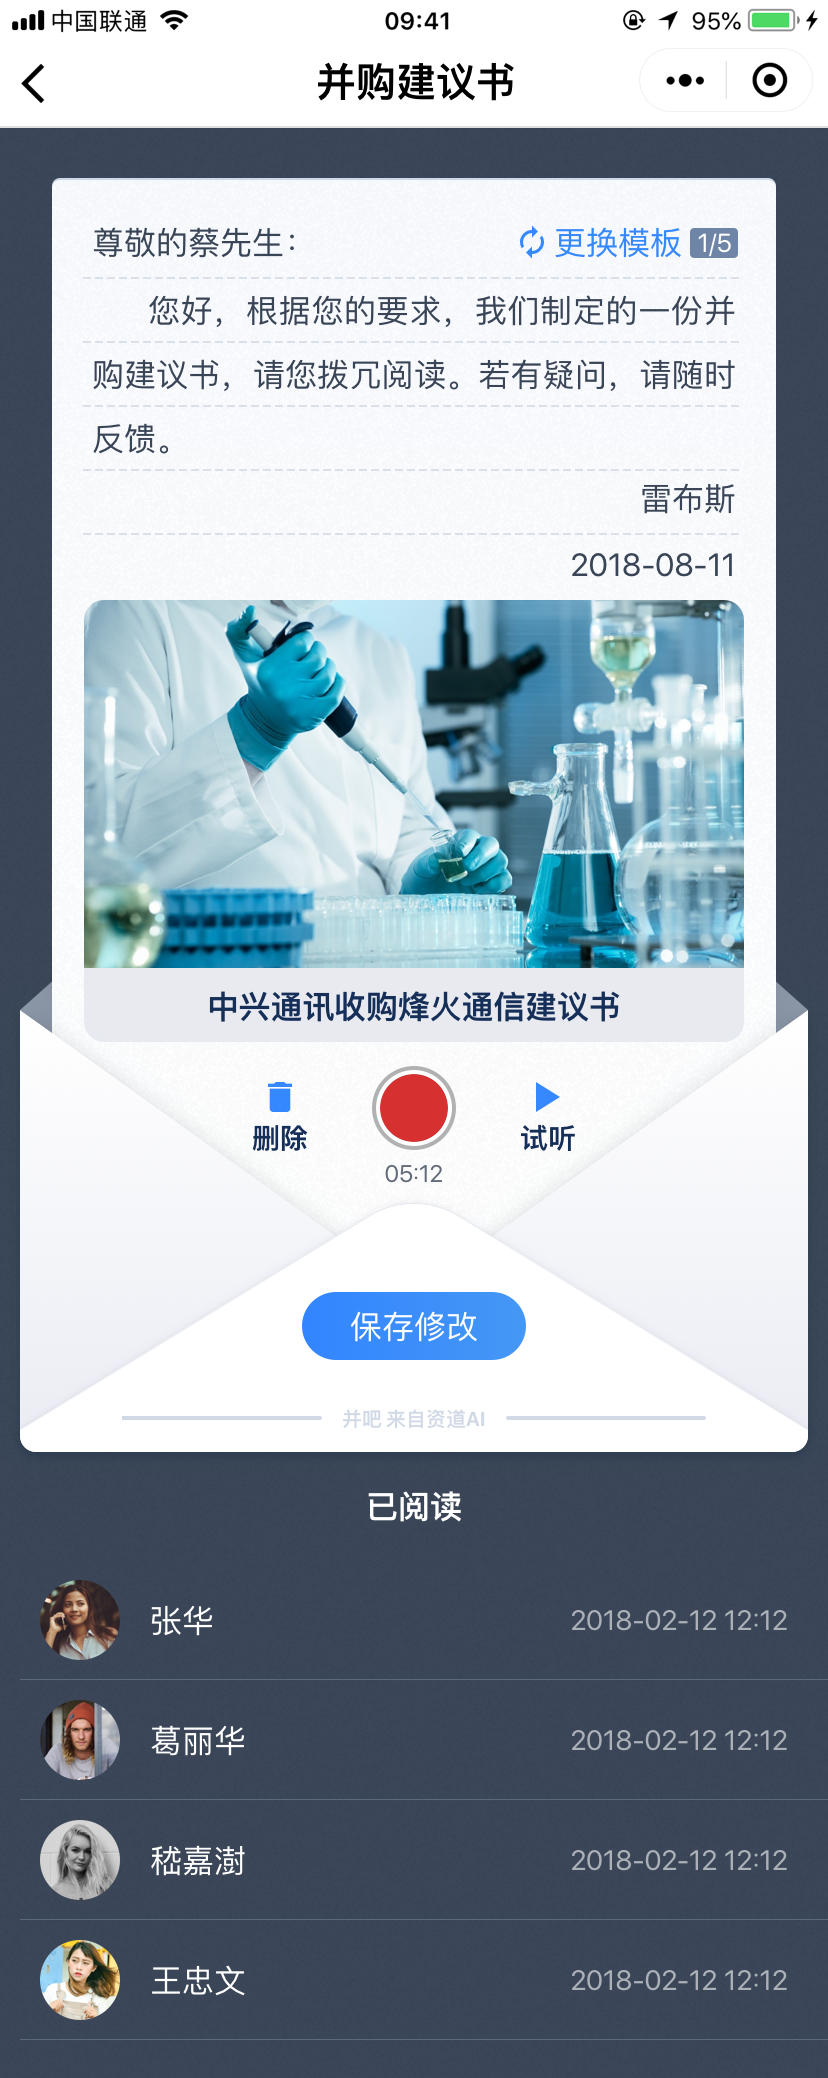 中国联通 09:41 95%
并购建议书
尊敬的蔡先生：
更换模板 1/5
您好，根据您的要求，我们制定的一份并
购建议书，请您拨冗阅读。若有疑问，请随时
反馈。
雷布斯
2018-08-11
中兴通讯收购烽火通信建议书
删除
试听
05:12
保存修改
并吧 来自资道AI
已阅读
张华 2018-02-12 12:12
葛丽华 2018-02-12 12:12
嵇嘉澍 2018-02-12 12:12
王忠文 2018-02-12 12:12